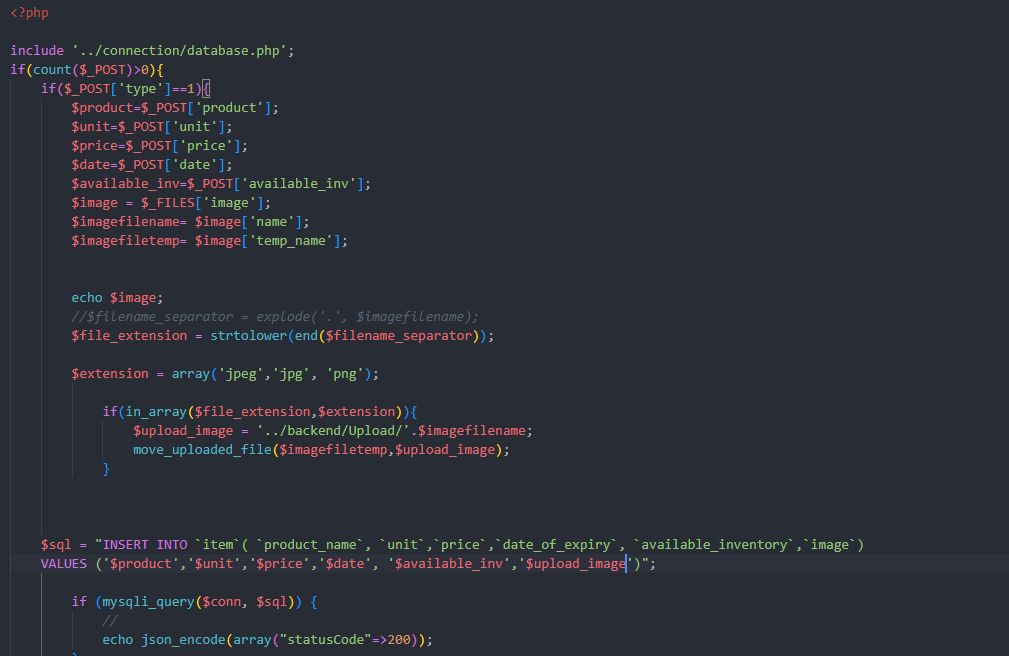 <?php
include '../connection/database.php';
if(count($_POST)>0){
if($_POST['type']==1){
$product=$_POST['product'];
$unit=$_POST['unit'];
$price=$_POST['price'];
$date=$_POST['date'];
$available_inv=$_POST['available_inv'];
$image = $_FILES['image'];
$imagefilename= $image['name'];
$imagefiletemp= $image['temp_name'];
echo $image;
//$filename_separator = explode('.', $imagefilename);
$file_extension = strtolower(end($filename_separator));
$extension = array('jpeg','jpg', 'png');
if(in_array($file_extension,$extension)){
$upload_image = '../backend/Upload/'.$imagefilename;
move_uploaded_file($imagefiletemp,$upload_image);
}
$sql = "INSERT INTO `item`( `product_name`, `unit`,`price`,`date_of_expiry`, `available_inventory`,`image`)
VALUES ('$product','$unit','$price','$date', '$available_inv','$upload_image')";
if (mysqli_query($conn, $sql)) {
//
echo json_encode(array("statusCode"=>200));